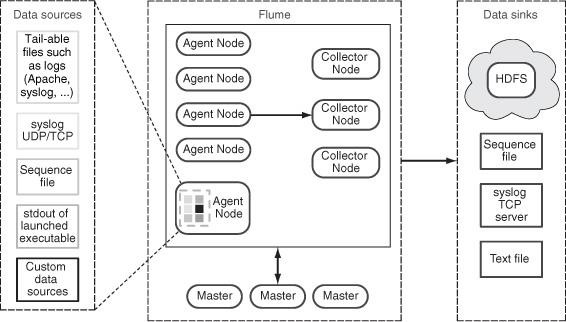 Data sources
Tail-able
files such
as logs
(Apache,
syslog, ...)
syslog
UDP/TCP
Sequence
file
stdout of
launched
executable
Custom
data
sources
Flume
Agent Node
Agent Node
Agent Node
Agent Node
Agent
Node
Collector
Node
Collector
Node
Collector
Node
Master
Master
Master
Data sinks
HDFS
Sequence
file
syslog
TCP
server
Text file